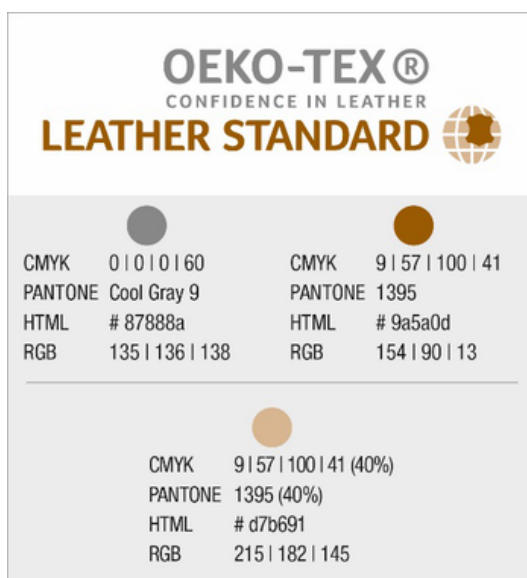 OEKO-TEX®
CONFIDENCE IN LEATHER
LEATHER STANDARD
CMYK 0 | 0 | 0 | 60
PANTONE Cool Gray 9
HTML # 87888a
RGB 135 | 136 | 138
CMYK 9 | 57 | 100 | 41
PANTONE 1395
HTML # 9a5a0d
RGB 154 | 90 | 13
CMYK 9 | 57 | 100 | 41 (40%)
PANTONE 1395 (40%)
HTML # d7b691
RGB 215 | 182 | 145